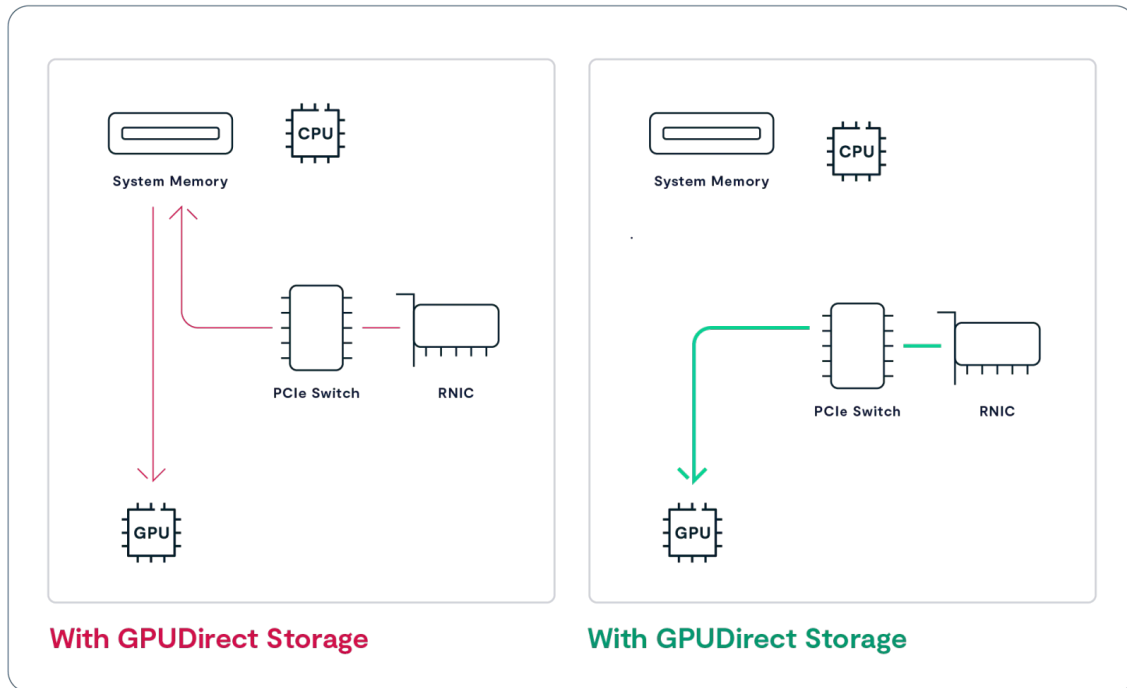 CPU
System Memory
PCIe Switch
RNIC
GPU
With GPUDirect Storage
CPU
System Memory
PCIe Switch
RNIC
GPU
With GPUDirect Storage